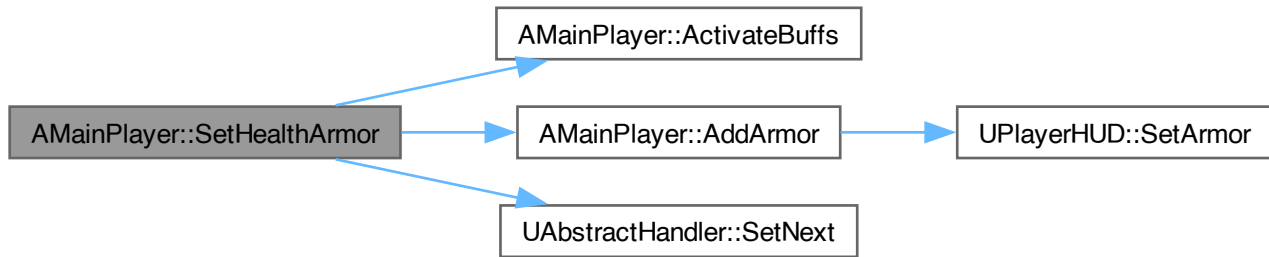 AMainPlayer::ActivateBuffs
AMainPlayer::SetHealthArmor
AMainPlayer::AddArmor
UPlayerHUD::SetArmor
UAbstractHandler::SetNext